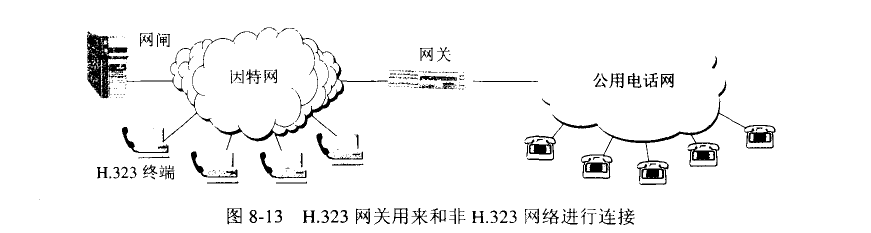 网闸
网关
因特网
公用电话网
H.323 终端
图 8-13 H.323 网关用来和非 H.323 网络进行连接